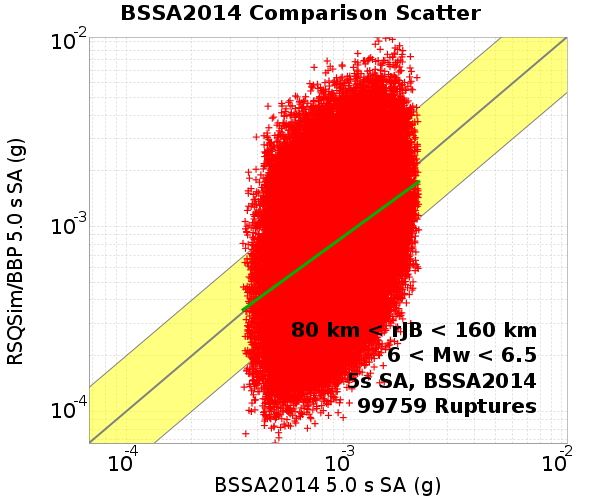 BSSA2014 Comparison Scatter
10-2
10-3
10-4
RSQSim/BBP 5.0 s SA (g)
80 km < rJB < 160 km
6 < Mw < 6.5
5s SA, BSSA2014
99759 Ruptures
10-4 10-3 10-2
BSSA2014 5.0 s SA (g)